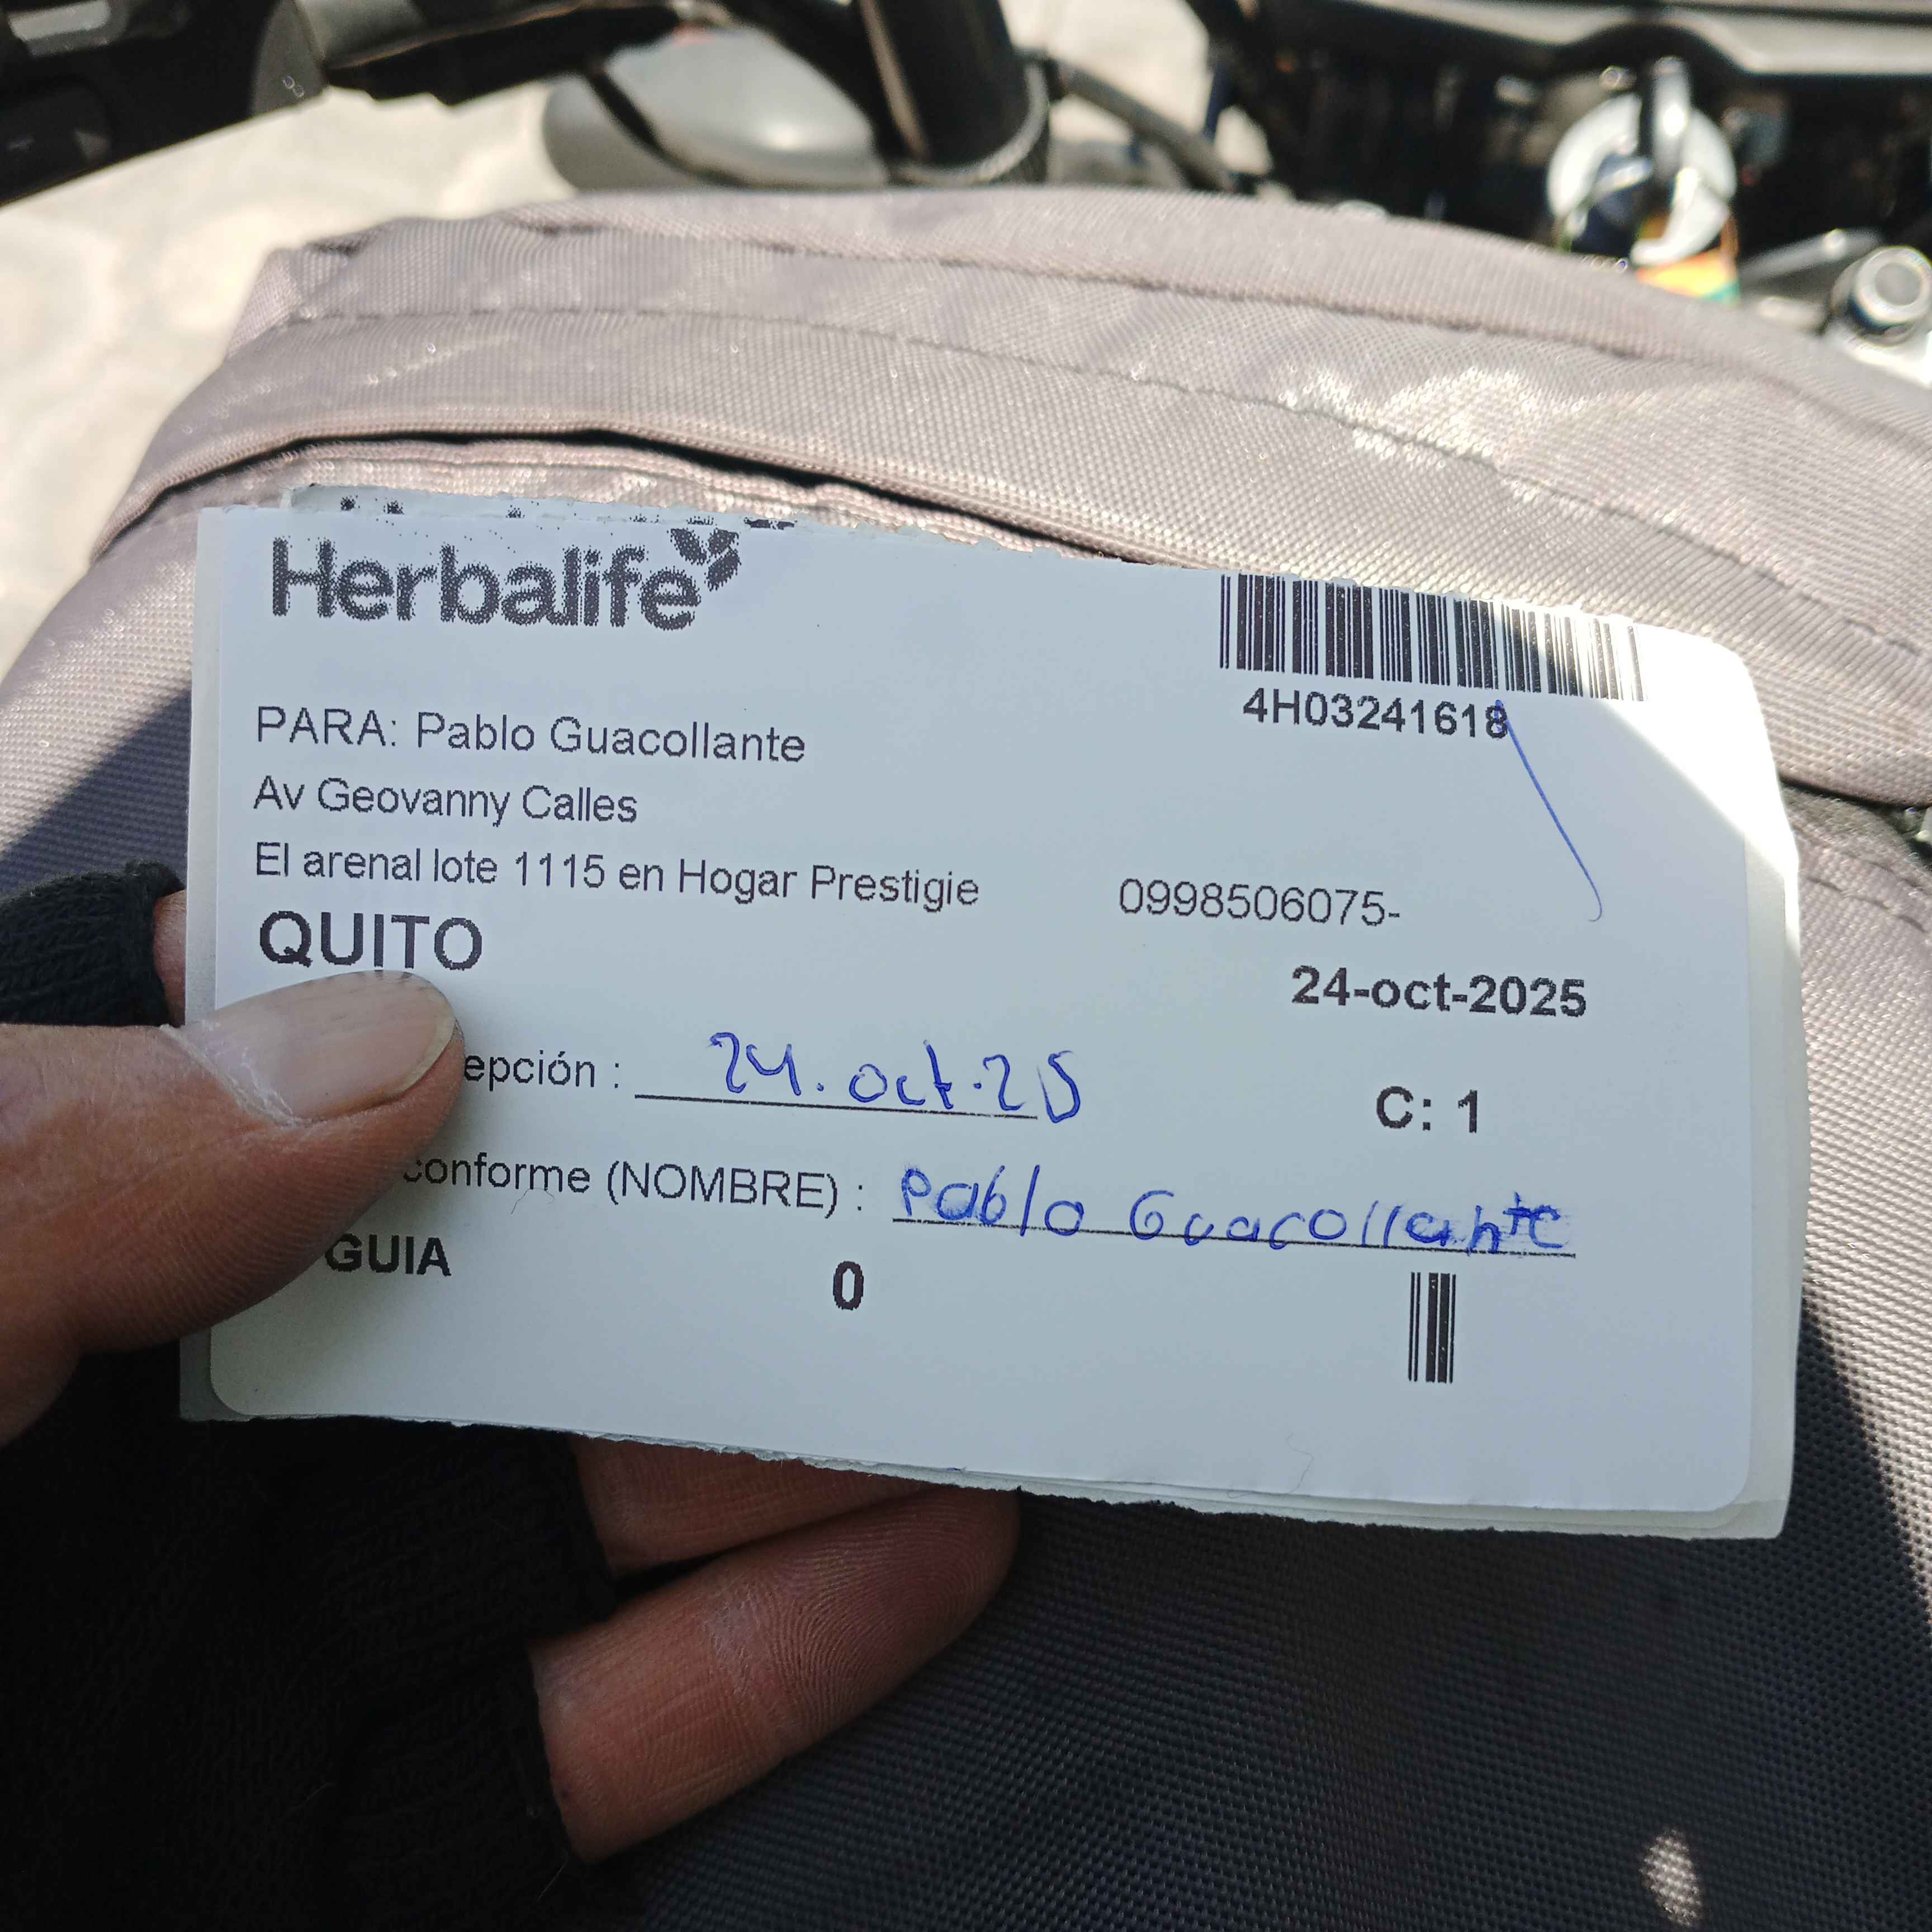 Herbalife
4H03241618
PARA: Pablo Guacollante
Av Geovanny Calles
El arenal lote 1115 en Hogar Prestigie 0998506075-
QUITO
24-oct-2025
epción : 24.oct.25
C: 1
conforme (NOMBRE) : Pablo Guacollante
GUIA 0